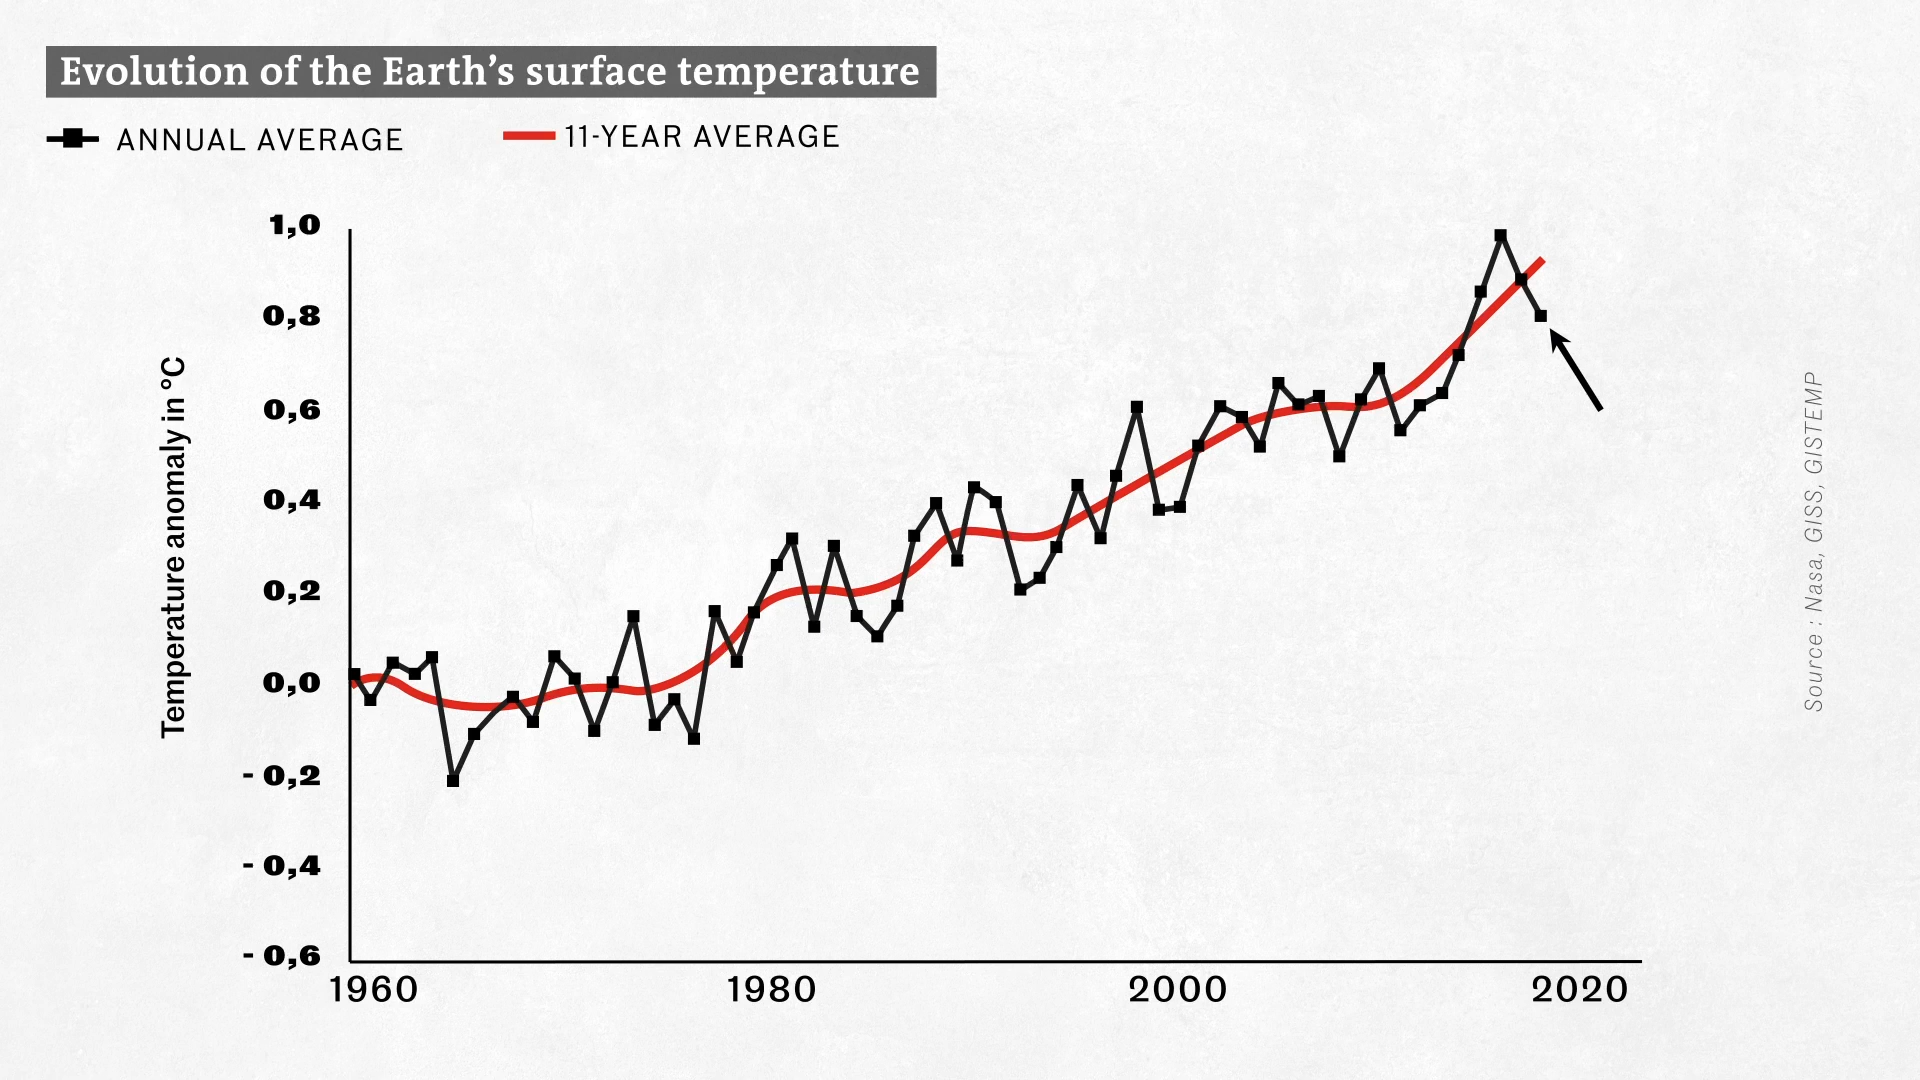 Evolution of the Earth's surface temperature
ANNUAL AVERAGE
11-YEAR AVERAGE
Temperature anomaly in °C
1,0
0,8
0,6
0,4
0,2
0,0
- 0,2
- 0,4
- 0,6
1960
1980
2000
2020
Source : Nasa, GISS, GISTEMP